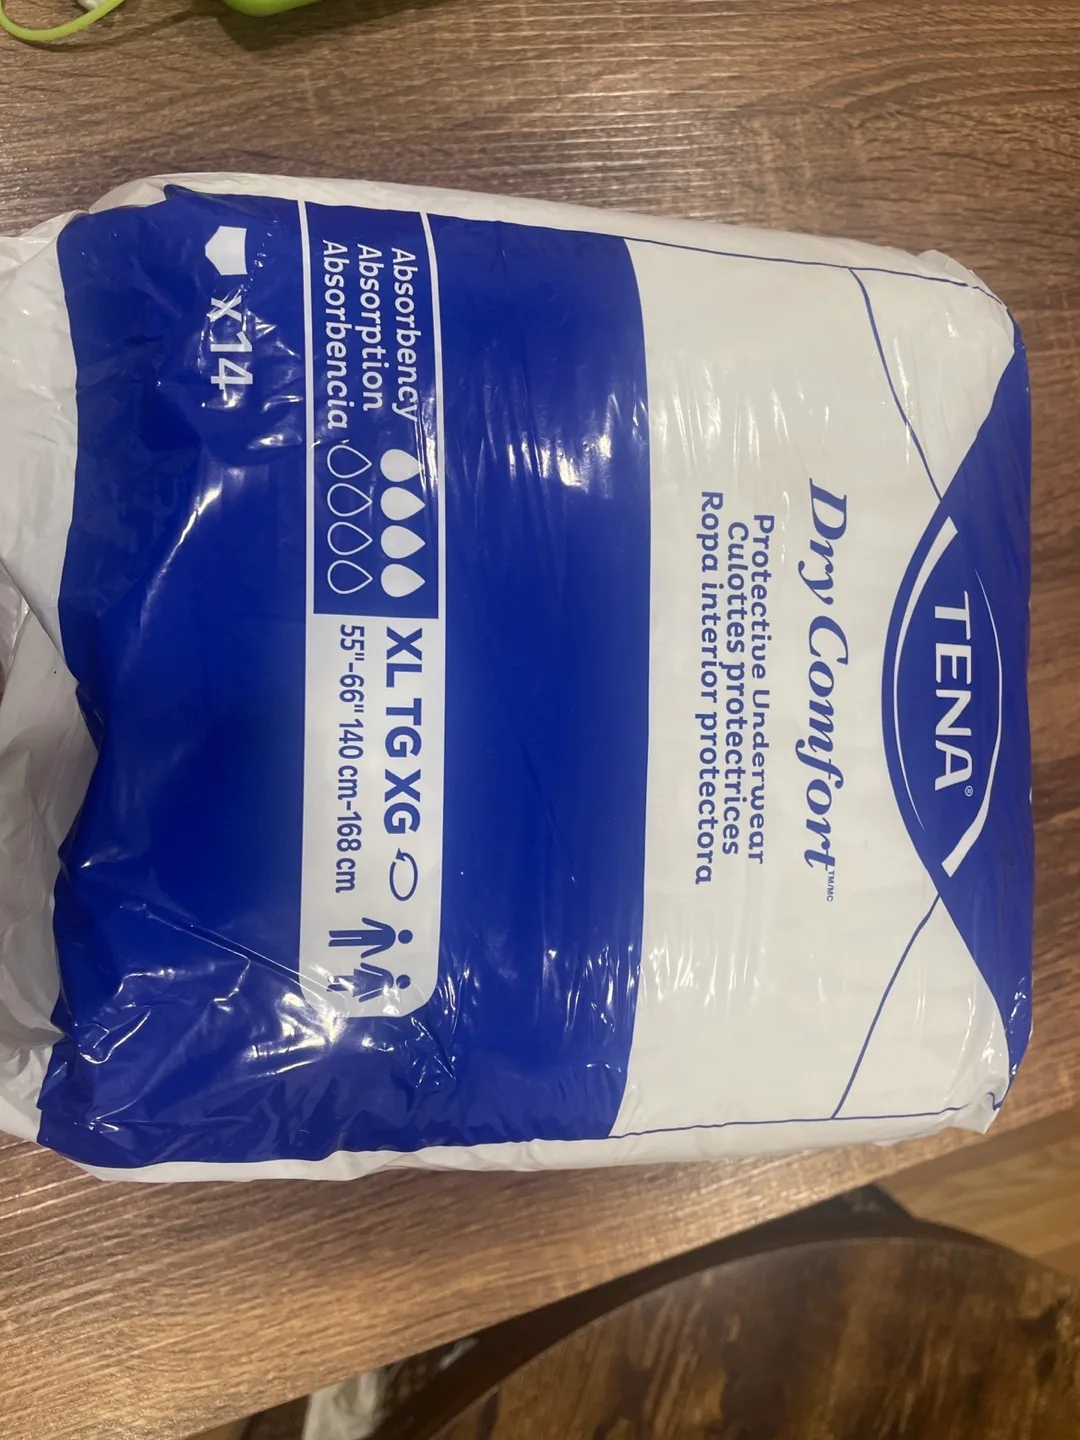 TENA®
Dry Comfort™/MC
Protective Underwear
Culottes protectrices
Ropa interior protectora
Absorbency
Absorption
Absorbencia
XL TG XG
55"-66" 140 cm-168 cm
x14